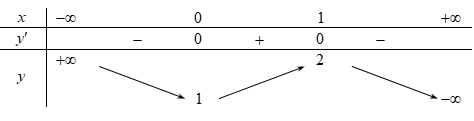 x −∞ 0 1 +∞
y′ − 0 + 0 −
+∞ 2
y
1 −∞